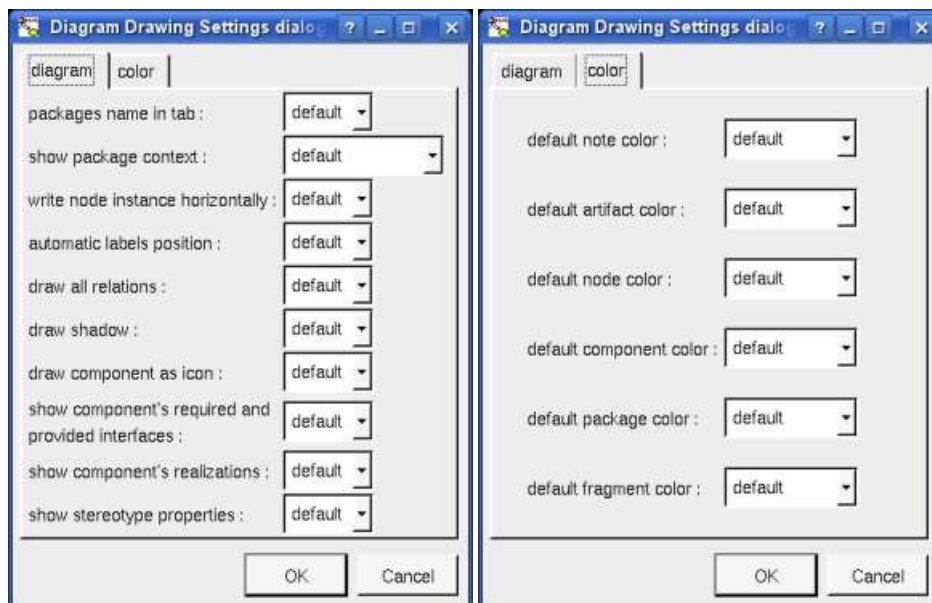 Diagram Drawing Settings dialog
diagram color
packages name in tab : default
show package context : default
write node instance horizontally : default
automatic labels position : default
draw all relations : default
draw shadow : default
draw component as icon : default
show component's required and
provided interfaces : default
show component's realizations : default
show stereotype properties : default
OK Cancel
Diagram Drawing Settings dialog
diagram color
default note color : default
default artifact color : default
default node color : default
default component color : default
default package color : default
default fragment color : default
OK Cancel